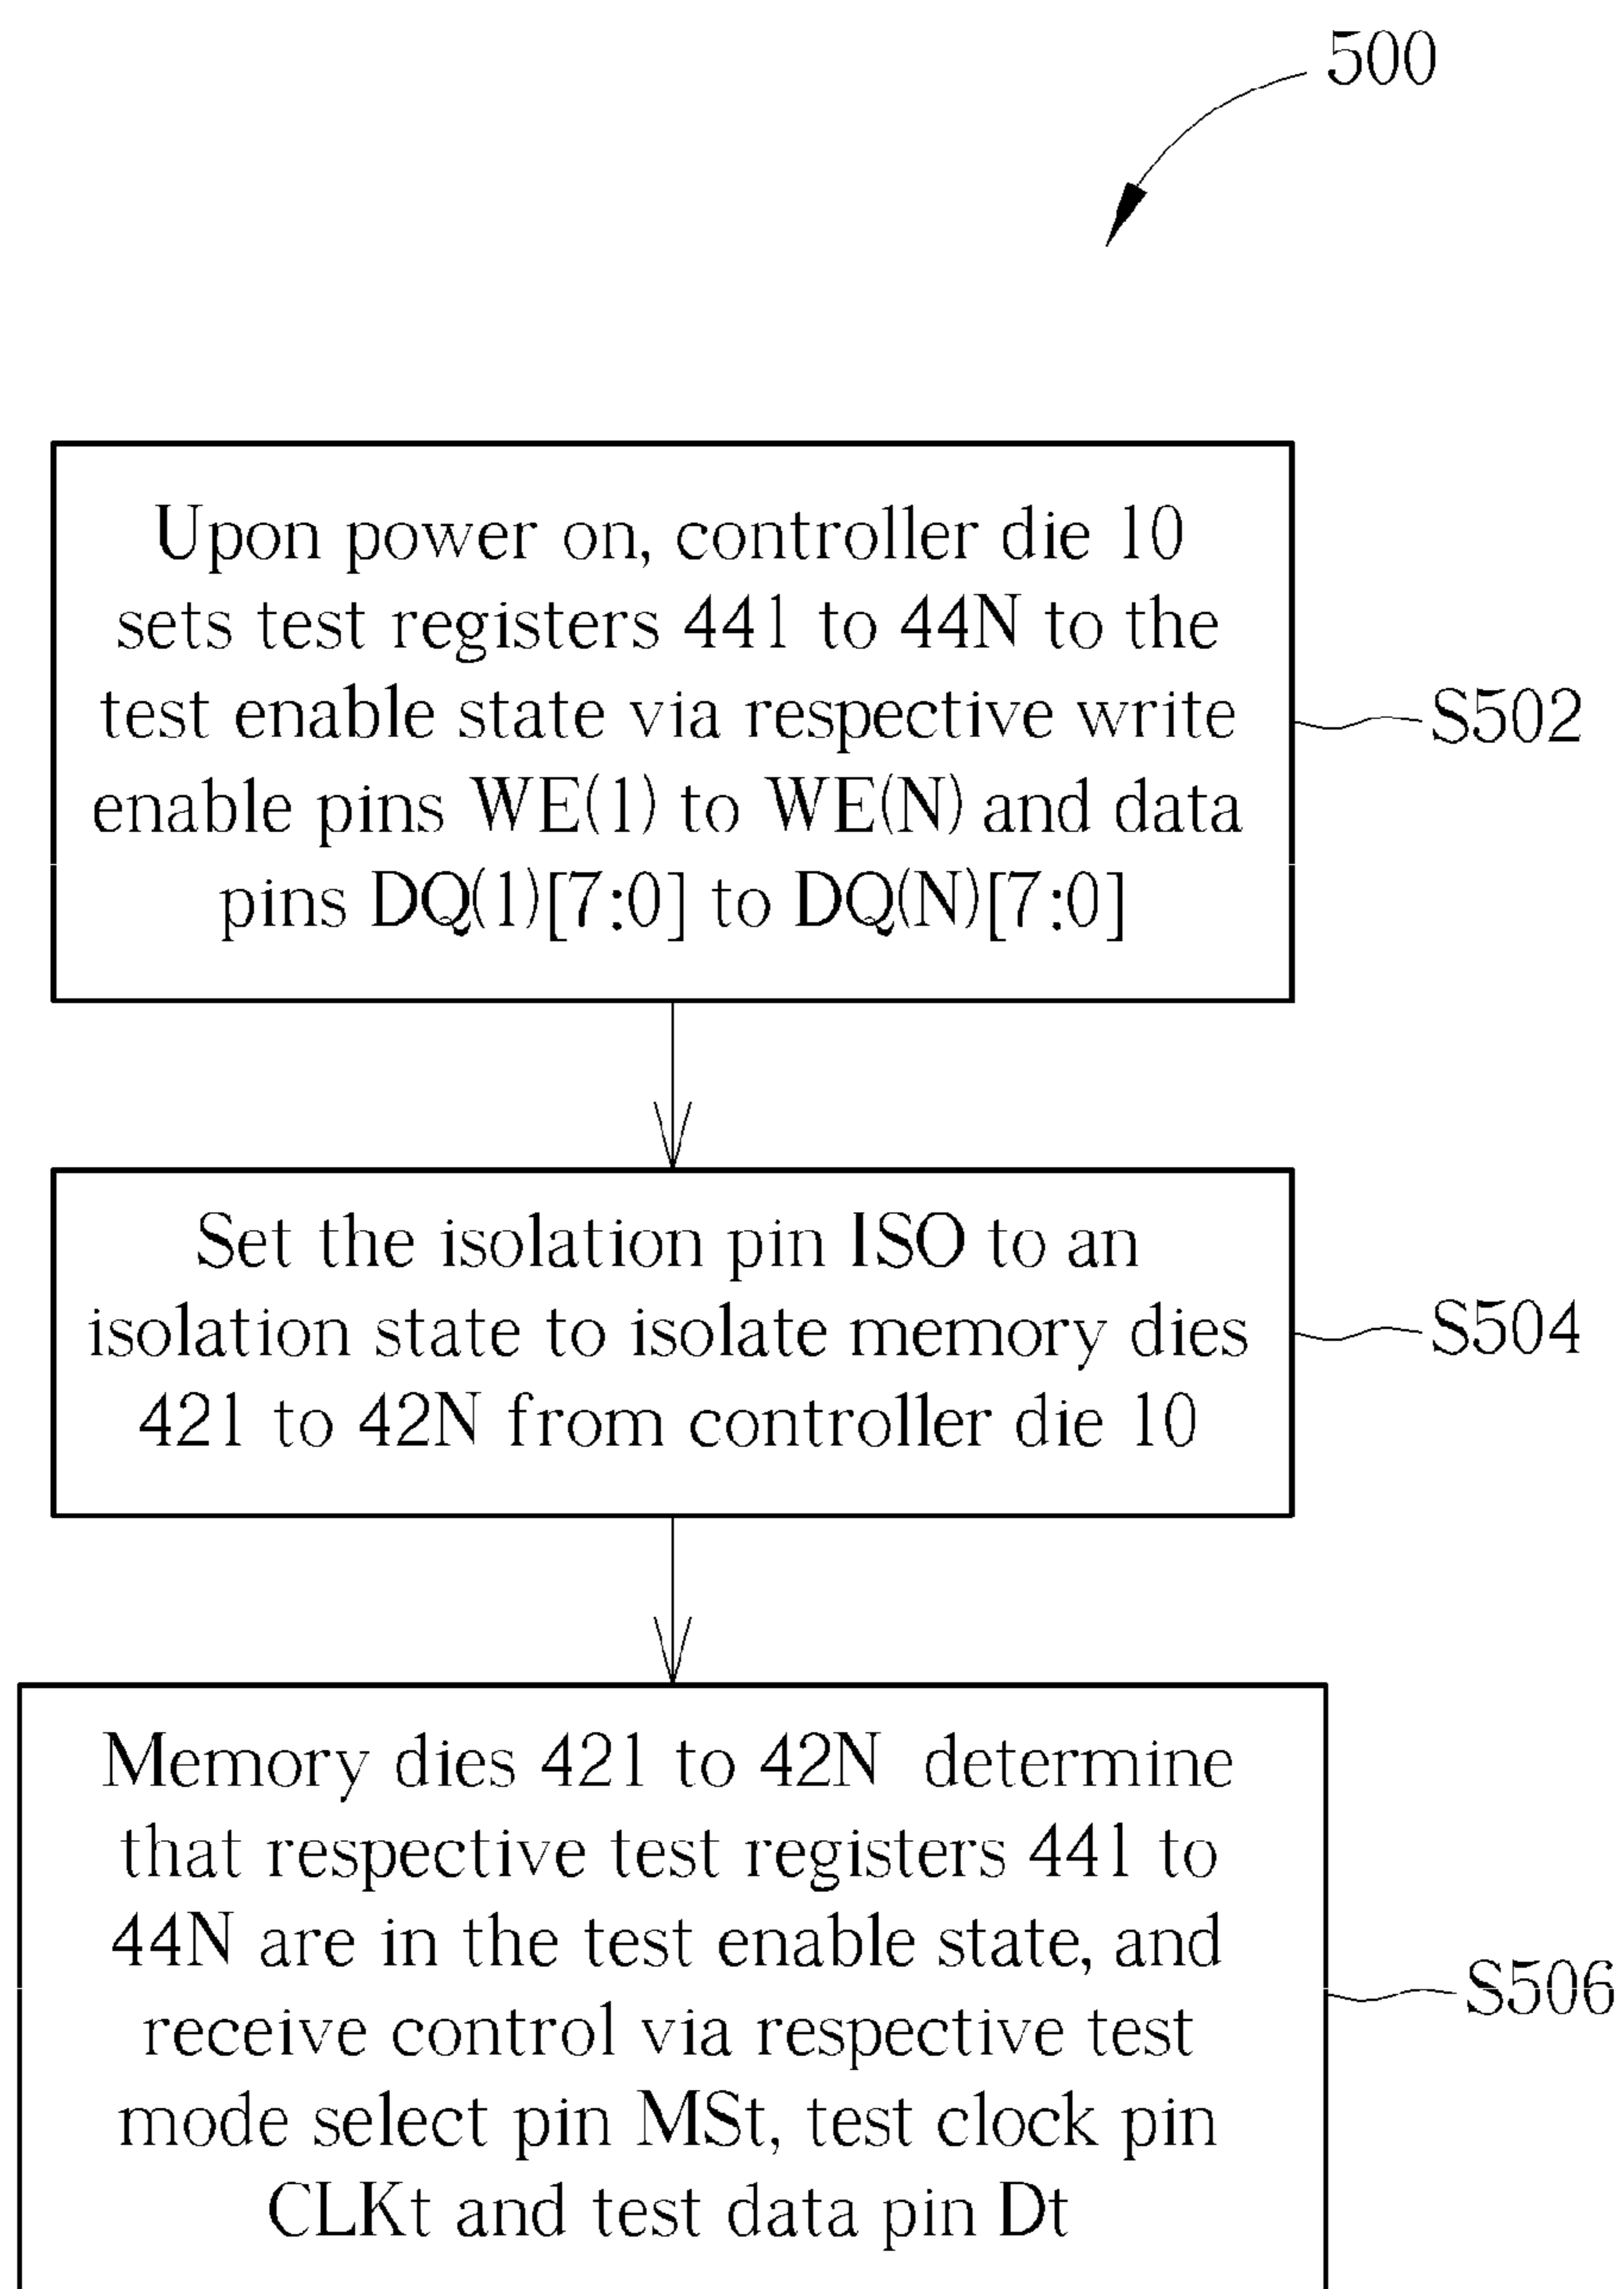 500
Upon power on, controller die 10
sets test registers 441 to 44N to the
test enable state via respective write
enable pins WE(1) to WE(N) and data
pins DQ(1)[7:0] to DQ(N)[7:0]
S502
Set the isolation pin ISO to an
isolation state to isolate memory dies
421 to 42N from controller die 10
S504
Memory dies 421 to 42N determine
that respective test registers 441 to
44N are in the test enable state, and
receive control via respective test
mode select pin MSt, test clock pin
CLKt and test data pin Dt
S506